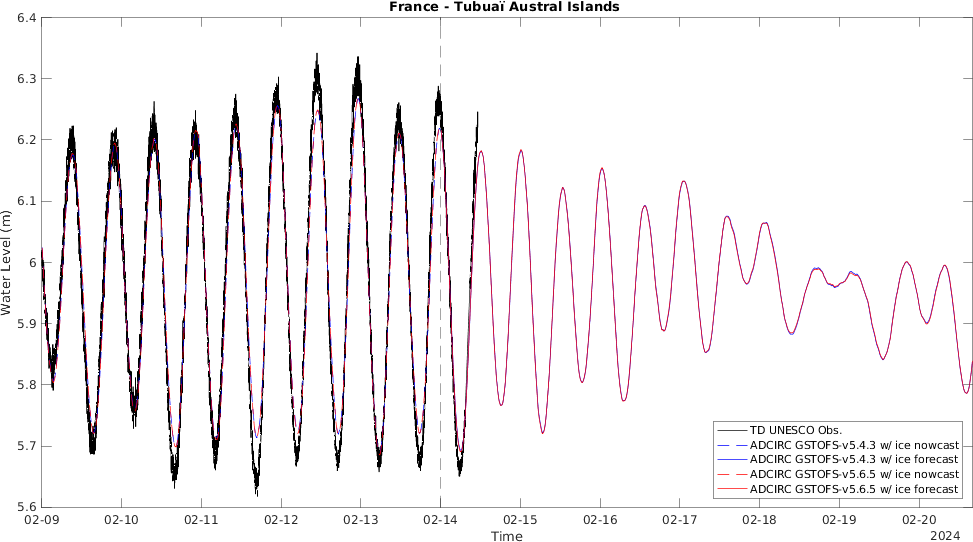 France - Tubuaï Austral Islands
6.4
6.3
6.2
6.1
6
5.9
5.8
5.7
5.6
Water Level (m)
02-09 02-10 02-11 02-12 02-13 02-14 02-15 02-16 02-17 02-18 02-19 02-20
2024
Time
TD UNESCO Obs.
ADCIRC GSTOFS-v5.4.3 w/ ice nowcast
ADCIRC GSTOFS-v5.4.3 w/ ice forecast
ADCIRC GSTOFS-v5.6.5 w/ ice nowcast
ADCIRC GSTOFS-v5.6.5 w/ ice forecast